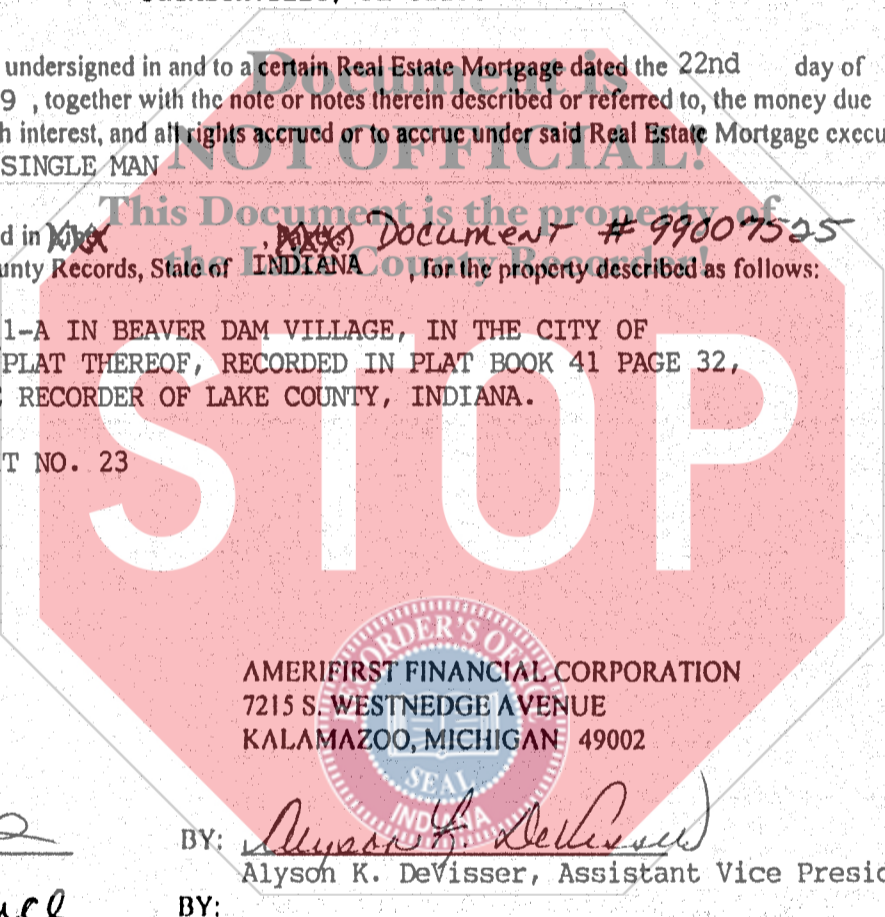 undersigned in and to a certain Real Estate Mortgage dated the 22nd day of
9 , together with the note or notes therein described or referred to, the money due
h interest, and all rights accrued or to accrue under said Real Estate Mortgage execu
SINGLE MAN
Document is
NOT OFFICIAL!
This Document is the property of
the Lake County Recorder!
d in Document # 99007525
unty Records, State of INDIANA , for the property described as follows:
1-A IN BEAVER DAM VILLAGE, IN THE CITY OF
PLAT THEREOF, RECORDED IN PLAT BOOK 41 PAGE 32,
RECORDER OF LAKE COUNTY, INDIANA.
T NO. 23
STOP
RECORDER'S OFFICE
SEAL
INDIANA
AMERIFIRST FINANCIAL CORPORATION
7215 S. WESTNEDGE AVENUE
KALAMAZOO, MICHIGAN 49002
BY: Alyson K. DeVisser
Alyson K. DeVisser, Assistant Vice Presid
BY: